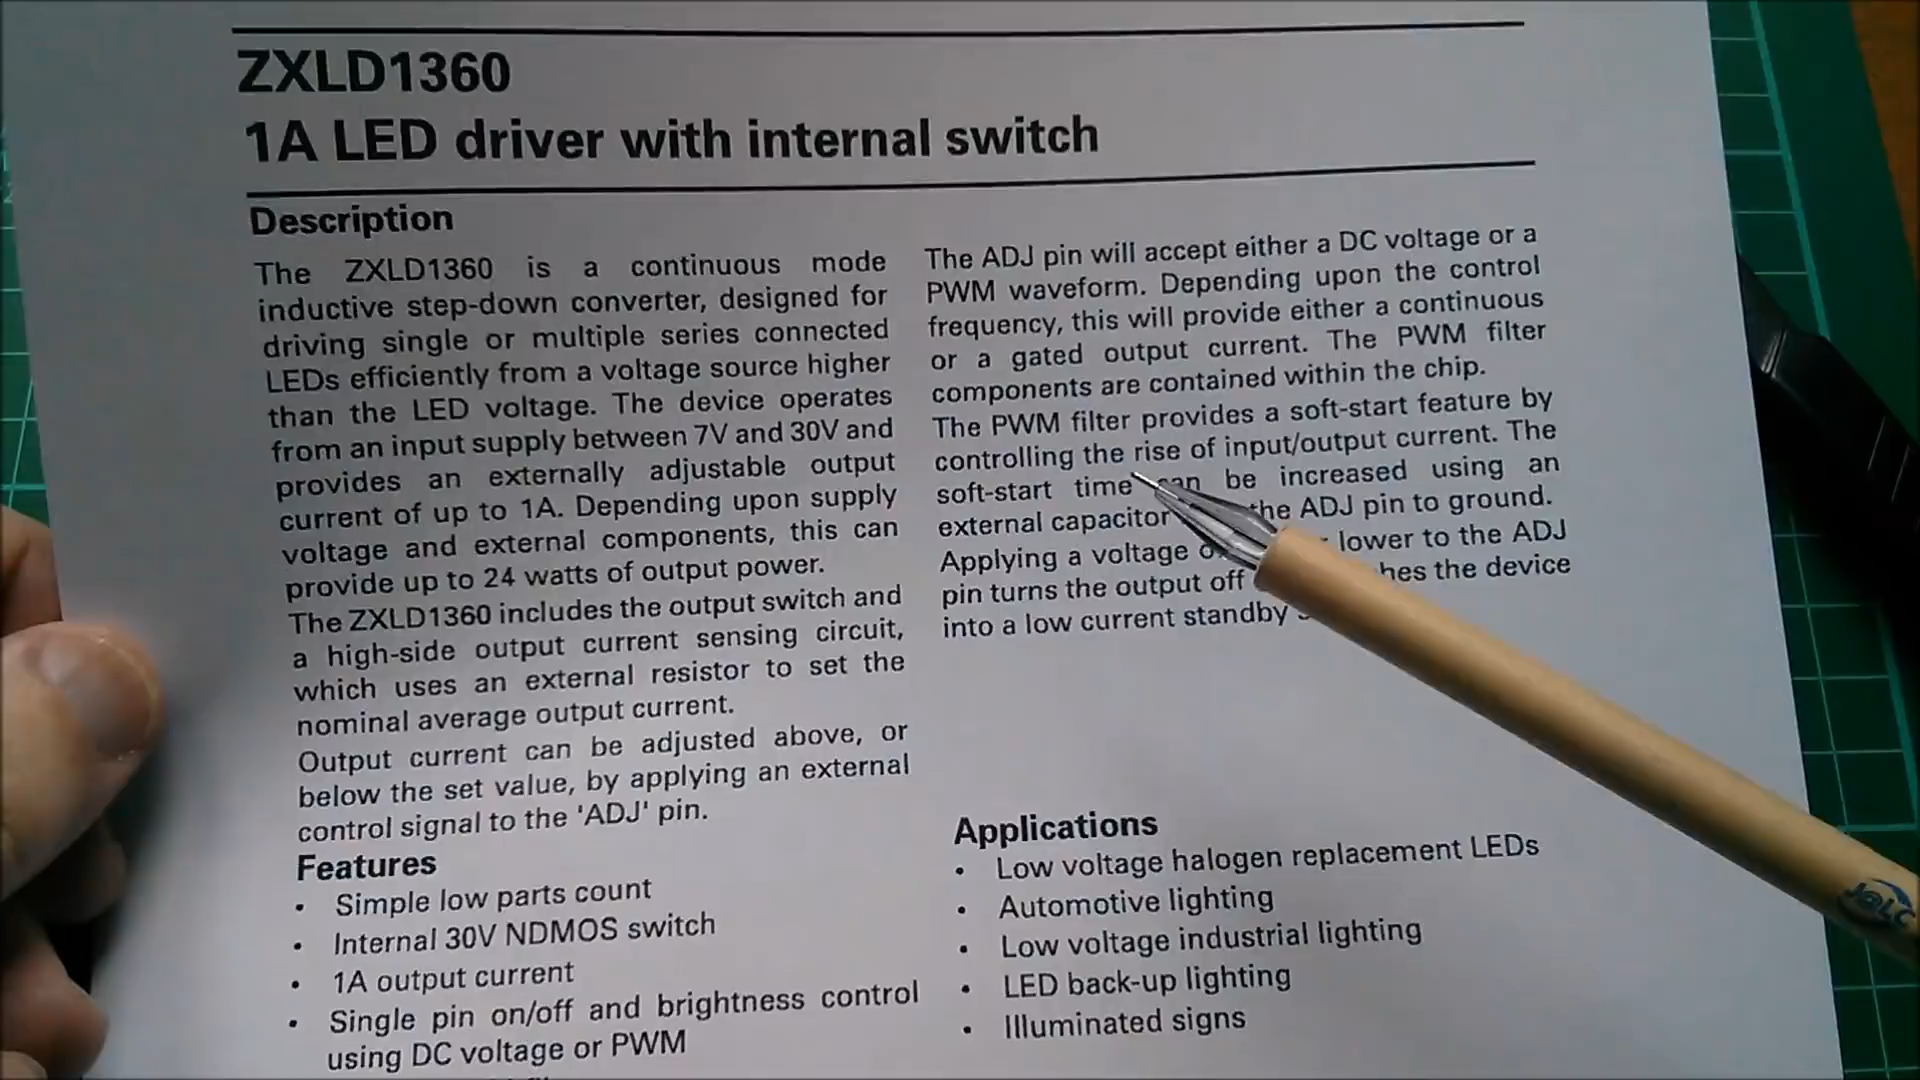 ZXLD1360
1A LED driver with internal switch
Description
The ZXLD1360 is a continuous mode
inductive step-down converter, designed for
driving single or multiple series connected
LEDs efficiently from a voltage source higher
than the LED voltage. The device operates
from an input supply between 7V and 30V and
provides an externally adjustable output
current of up to 1A. Depending upon supply
voltage and external components, this can
provide up to 24 watts of output power.
The ZXLD1360 includes the output switch and
a high-side output current sensing circuit,
which uses an external resistor to set the
nominal average output current.
Output current can be adjusted above, or
below the set value, by applying an external
control signal to the 'ADJ' pin.
The ADJ pin will accept either a DC voltage or a
PWM waveform. Depending upon the control
frequency, this will provide either a continuous
or a gated output current. The PWM filter
components are contained within the chip.
The PWM filter provides a soft-start feature by
controlling the rise of input/output current. The
soft-start time can be increased using an
external capacitor the ADJ pin to ground.
Applying a voltage lower to the ADJ
pin turns the output off the device
into a low current standby
Features
• Simple low parts count
• Internal 30V NDMOS switch
• 1A output current
• Single pin on/off and brightness control
using DC voltage or PWM
Applications
• Low voltage halogen replacement LEDs
• Automotive lighting
• Low voltage industrial lighting
• LED back-up lighting
• Illuminated signs